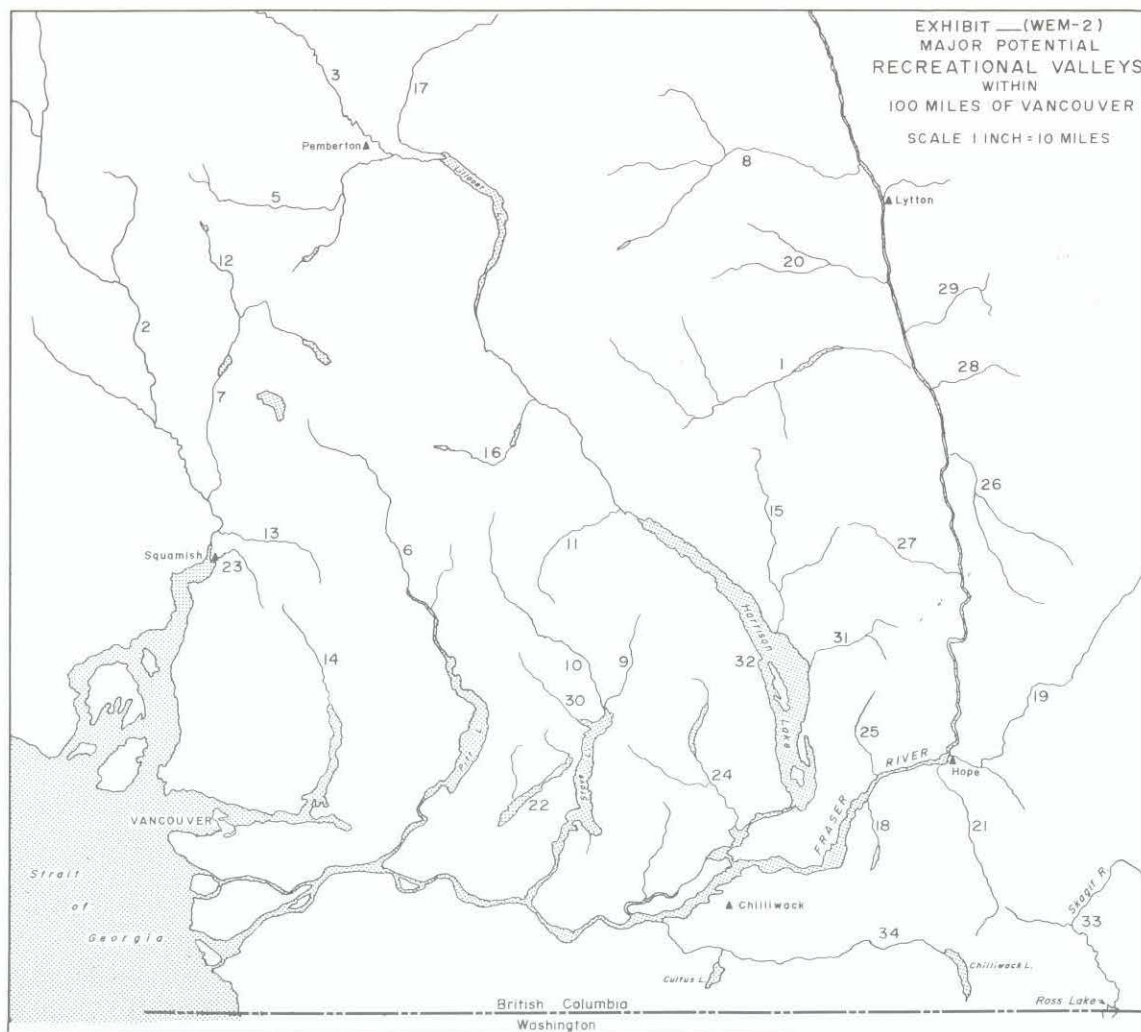 EXHIBIT ___(WEM-2)
MAJOR POTENTIAL
RECREATIONAL VALLEYS
WITHIN
100 MILES OF VANCOUVER
SCALE 1 INCH = 10 MILES
3
17
Pemberton
Lillooet
8
5
Lytton
12
20
29
2
1
28
7
16
26
15
13
6
11
27
Squamish
23
Harrison
Lake
14
10
9
32
31
30
19
25
Pitt L.
Stave L.
RIVER
Hope
24
22
VANCOUVER
FRASER
18
21
Strait
of
Georgia
Chilliwack
Skagit R.
33
34
Cultus L.
Chilliwack L.
Ross Lake
British Columbia
Washington